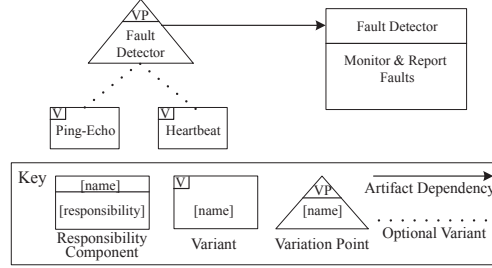 VP
Fault
Detector
Fault Detector
Monitor & Report
Faults
V
Ping-Echo
V
Heartbeat
Key
[name]
[responsibility]
Responsibility
Component
V
[name]
Variant
VP
[name]
Variation Point
Artifact Dependency
Optional Variant